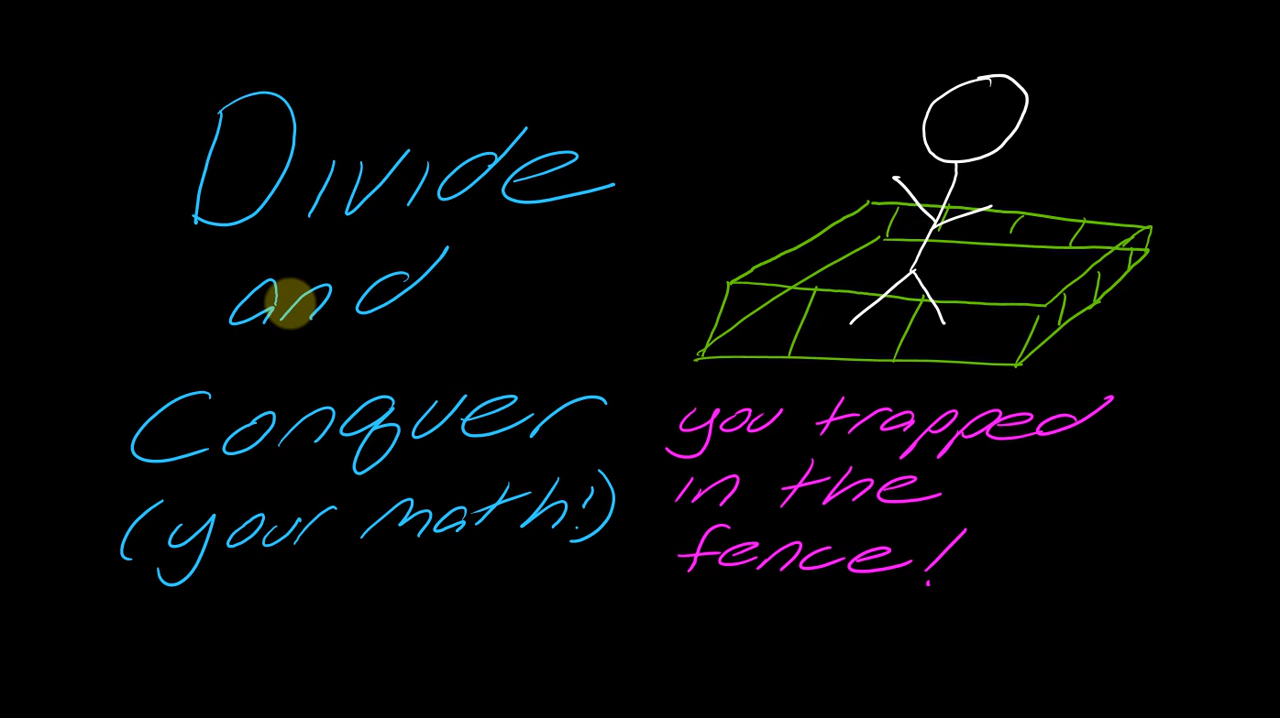 Divide
and
Conquer
(your math!)
you trapped
in the
fence!